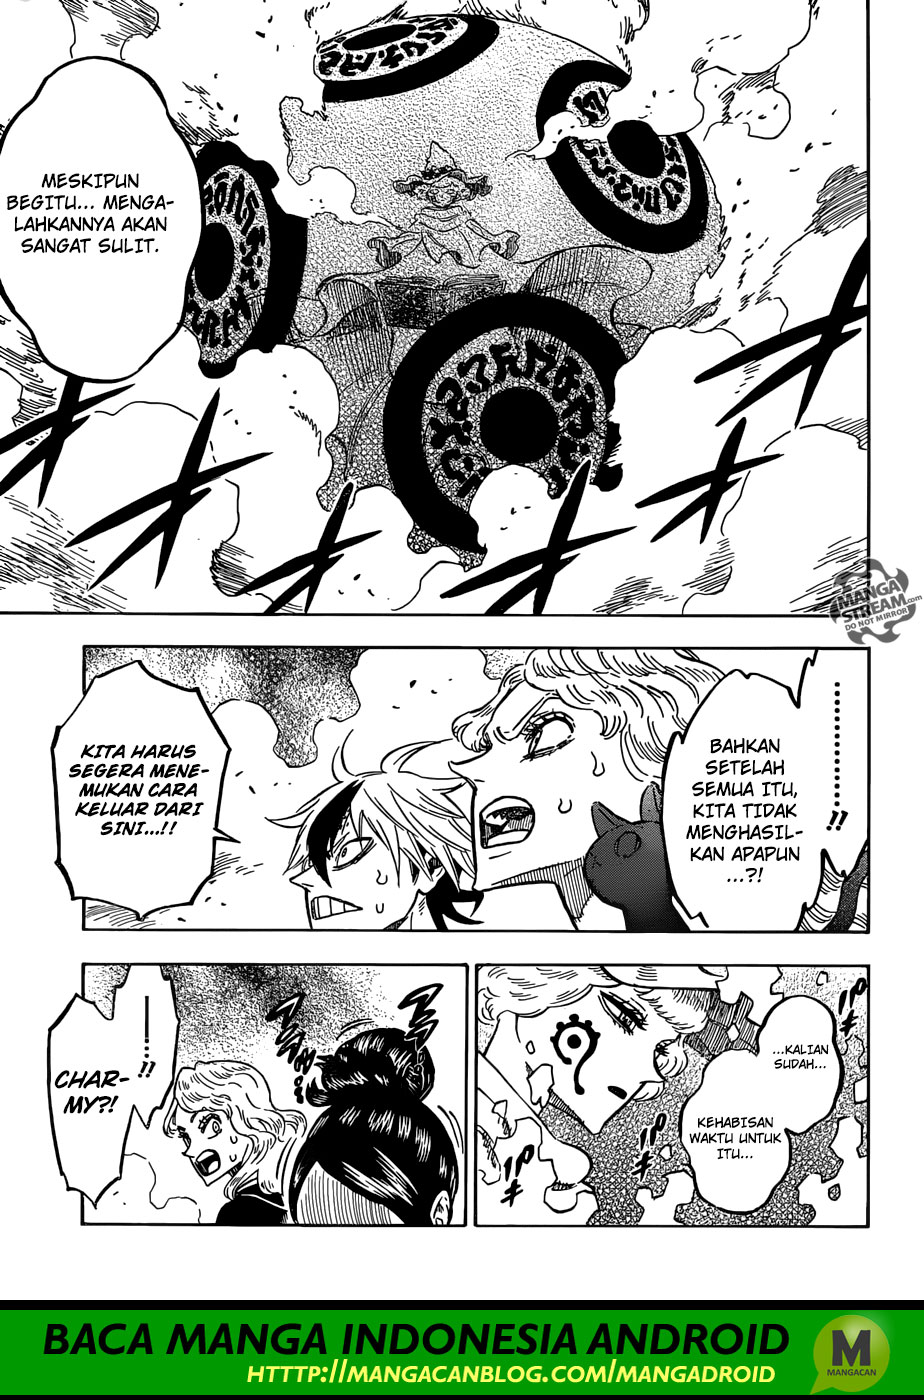 MESKIPUN
BEGITU... MENGA-
LAHKANNYA AKAN
SANGAT SULIT.
MANGA
STREAM.com
DO NOT MIRROR
...........!!
BAHKAN
SETELAH
SEMUA ITU,
KITA TIDAK
MENGHASIL-
KAN APAPUN
...?!
KITA HARUS
SEGERA MENE-
MUKAN CARA
KELUAR DARI
SINI...!!
...KALIAN
SUDAH...
KEHABISAN
WAKTU UNTUK
ITU...
........!!
CHAR-
MY?!
BACA MANGA INDONESIA ANDROID
HTTTP://MANGACANBLOG.COM/MANGADROID
M
MANGACAN